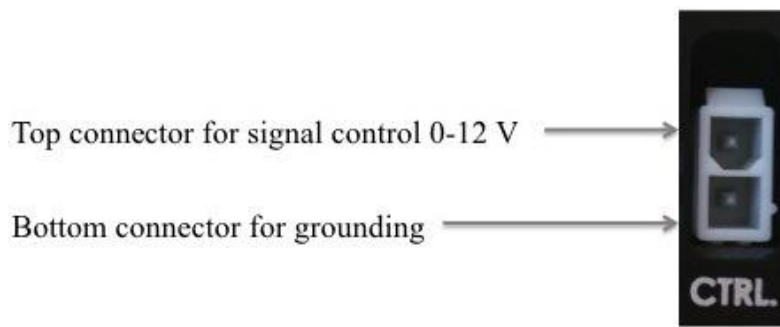 Top connector for signal control 0-12 V
Bottom connector for grounding
CTRL.